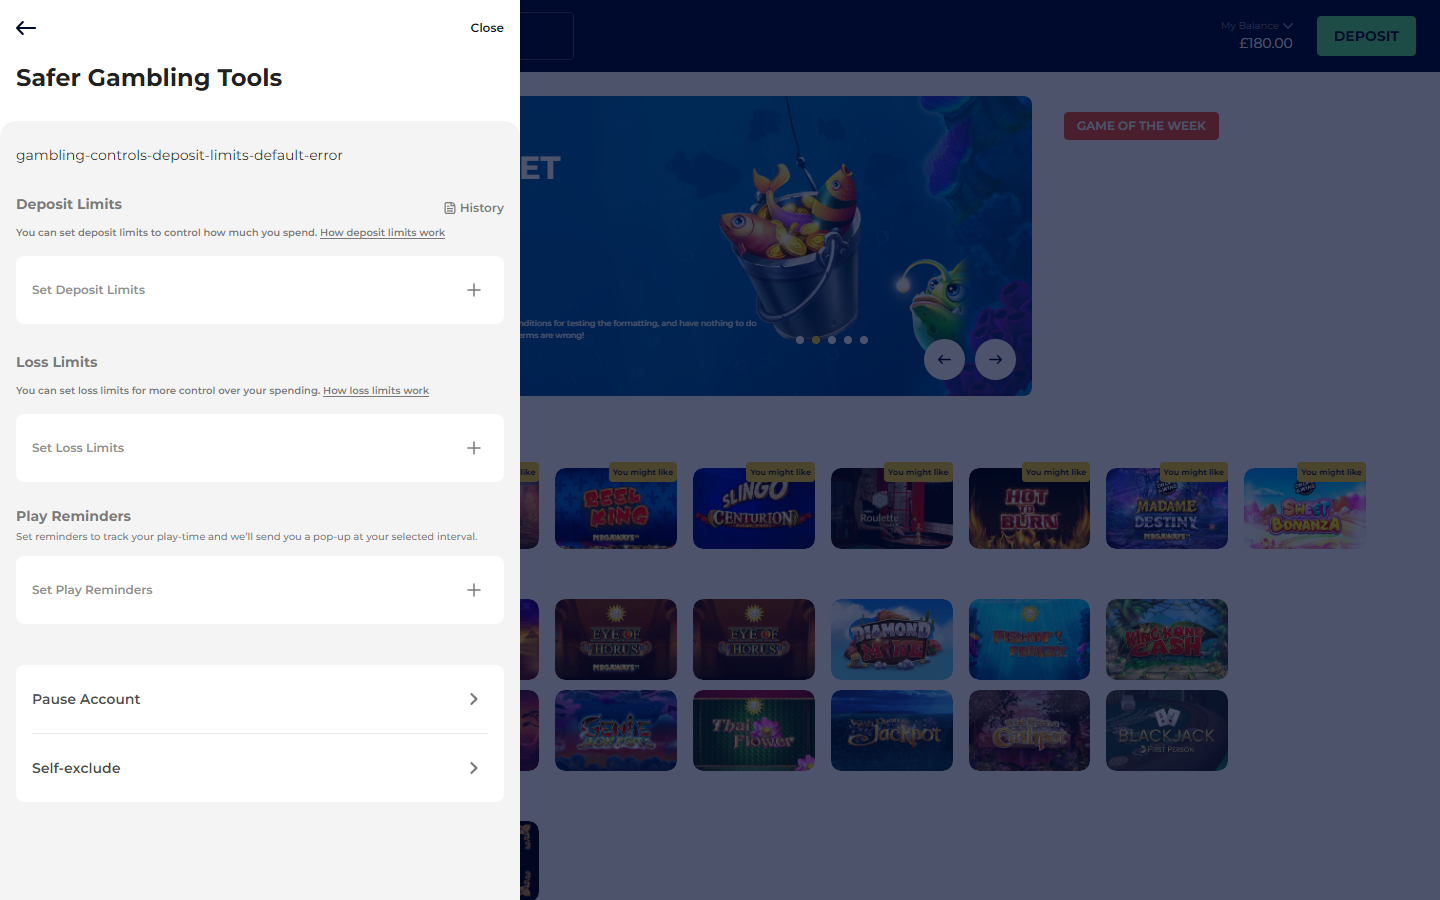 Close
Safer Gambling Tools
gambling-controls-deposit-limits-default-error
Deposit Limits
History
You can set deposit limits to control how much you spend. How deposit limits work
Set Deposit Limits
Loss Limits
You can set loss limits for more control over your spending. How loss limits work
Set Loss Limits
Play Reminders
Set reminders to track your play-time and we'll send you a pop-up at your selected interval.
Set Play Reminders
Pause Account
Self-exclude
My Balance
£180.00
DEPOSIT
ET
GAME OF THE WEEK
nditions for testing the formatting, and have nothing to do
erms are wrong!
like
You might like
You might like
You might like
You might like
You might like
You might like
REEL KING
MEGAWAYS
SLINGO
CENTURION
Roulette
HOT TO BURN
MADAME DESTINY
MEGAWAYS
SWEET BONANZA
EYE OF HORUS
MEGAWAYS
EYE OF HORUS
DIAMOND MINE
FISHIN' FRENZY
RING KONG CASH
GENIE JACKPOTS
Thai Flower
Jackpot
BLACKJACK
FIRST PERSON